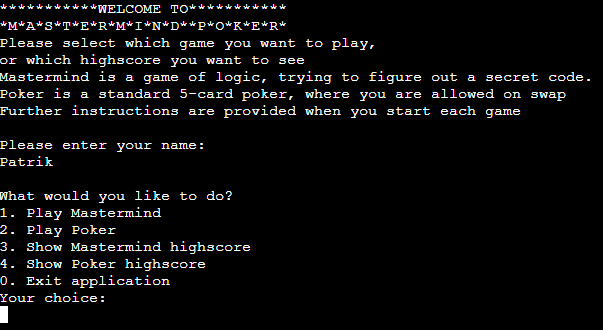 ***********WELCOME TO***********
*M*A*S*T*E*R*M*I*N*D**P*O*K*E*R*
Please select which game you want to play,
or which highscore you want to see
Mastermind is a game of logic, trying to figure out a secret code.
Poker is a standard 5-card poker, where you are allowed on swap
Further instructions are provided when you start each game
Please enter your name:
Patrik
What would you like to do?
1. Play Mastermind
2. Play Poker
3. Show Mastermind highscore
4. Show Poker highscore
0. Exit application
Your choice: